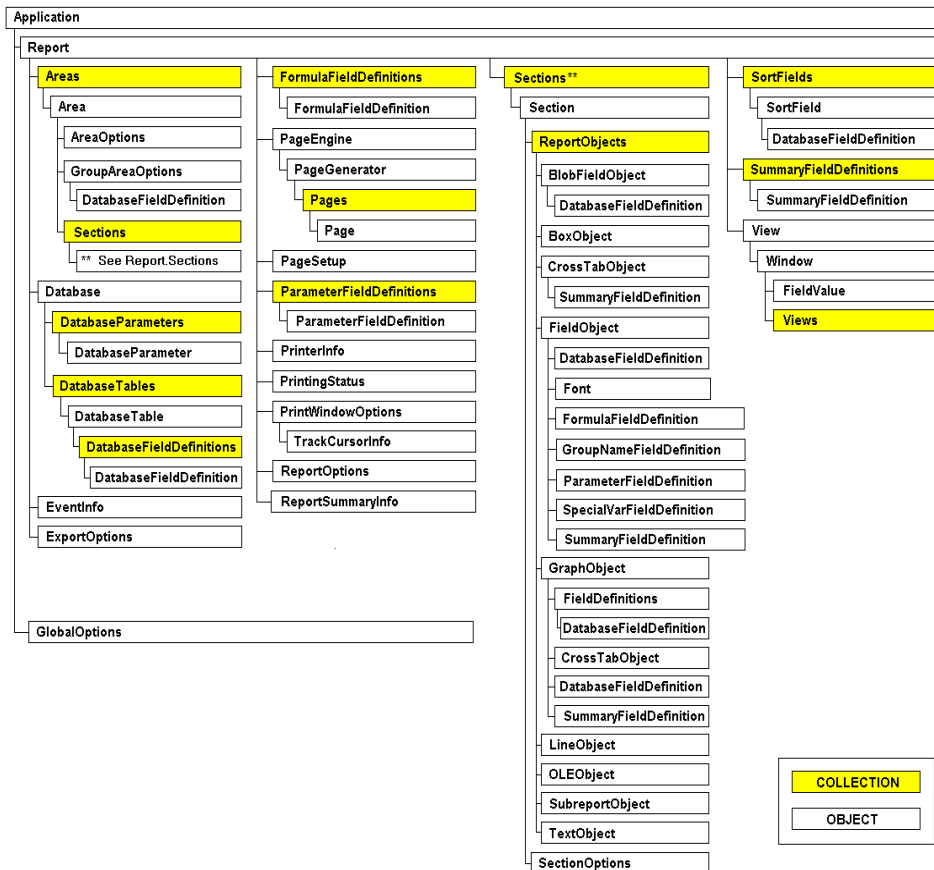 Application
Report
Areas
Area
AreaOptions
GroupAreaOptions
DatabaseFieldDefinition
Sections
** See Report.Sections
Database
DatabaseParameters
DatabaseParameter
DatabaseTables
DatabaseTable
DatabaseFieldDefinitions
DatabaseFieldDefinition
EventInfo
ExportOptions
GlobalOptions
FormulaFieldDefinitions
FormulaFieldDefinition
PageEngine
PageGenerator
Pages
Page
PageSetup
ParameterFieldDefinitions
ParameterFieldDefinition
PrinterInfo
PrintingStatus
PrintWindowOptions
TrackCursorInfo
ReportOptions
ReportSummaryInfo
Sections**
Section
ReportObjects
BlobFieldObject
DatabaseFieldDefinition
BoxObject
CrossTabObject
SummaryFieldDefinition
FieldObject
DatabaseFieldDefinition
Font
FormulaFieldDefinition
GroupNameFieldDefinition
ParameterFieldDefinition
SpecialVarFieldDefinition
SummaryFieldDefinition
GraphObject
FieldDefinitions
DatabaseFieldDefinition
CrossTabObject
DatabaseFieldDefinition
SummaryFieldDefinition
LineObject
OLEObject
SubreportObject
TextObject
SectionOptions
SortFields
SortField
DatabaseFieldDefinition
SummaryFieldDefinitions
SummaryFieldDefinition
View
Window
FieldValue
Views
COLLECTION
OBJECT